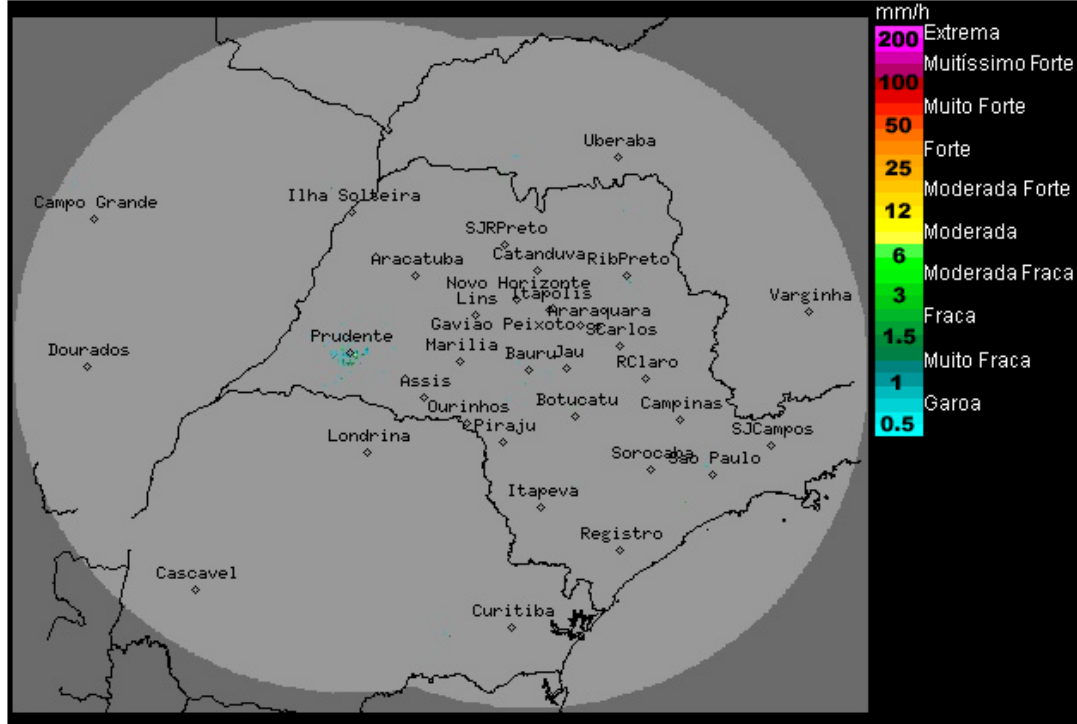 mm/h
200 Extrema
Muitíssimo Forte
100
Muito Forte
50
Forte
25
Moderada Forte
12
Moderada
6
Moderada Fraca
3
Fraca
1.5
Muito Fraca
1
Garoa
0.5
Uberaba
Campo Grande
Ilha Solteira
SJRPreto
Catanduva
Aracatuba
RibPreto
Novo Horizonte
Itapolis
Lins
Araraquara
Varginha
Gavião Peixoto
SCarlos
Prudente
Dourados
Marilia
Bauru
Jau
RClaro
Assis
Ourinhos
Botucatu
Campinas
Piraju
Londrina
SJCampos
Sorocaba
Sao Paulo
Itapeva
Registro
Cascavel
Curitiba